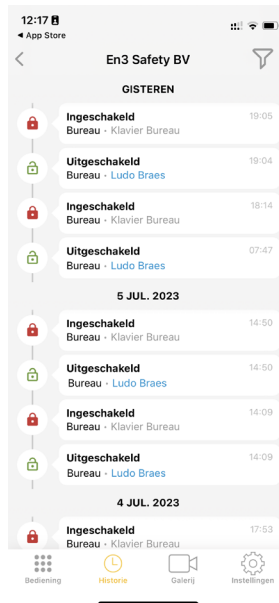 12:17
◀ App Store
En3 Safety BV
GISTEREN
Ingeschakeld 19:05
Bureau • Klavier Bureau
Uitgeschakeld 19:04
Bureau • Ludo Braes
Ingeschakeld 18:14
Bureau • Klavier Bureau
Uitgeschakeld 07:47
Bureau • Ludo Braes
5 JUL. 2023
Ingeschakeld 14:50
Bureau • Klavier Bureau
Uitgeschakeld 14:50
Bureau • Ludo Braes
Ingeschakeld 14:09
Bureau • Klavier Bureau
Uitgeschakeld 14:09
Bureau • Ludo Braes
4 JUL. 2023
Ingeschakeld 17:53
Bureau • Klavier Bureau
Bediening Historie Galerij Instellingen